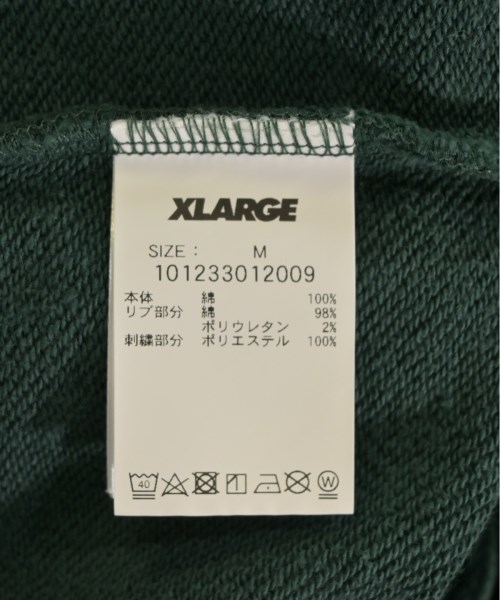 XLARGE
SIZE : M
101233012009
本体 綿 100%
リブ部分 綿 98%
ポリウレタン 2%
刺繍部分 ポリエステル 100%
40 W